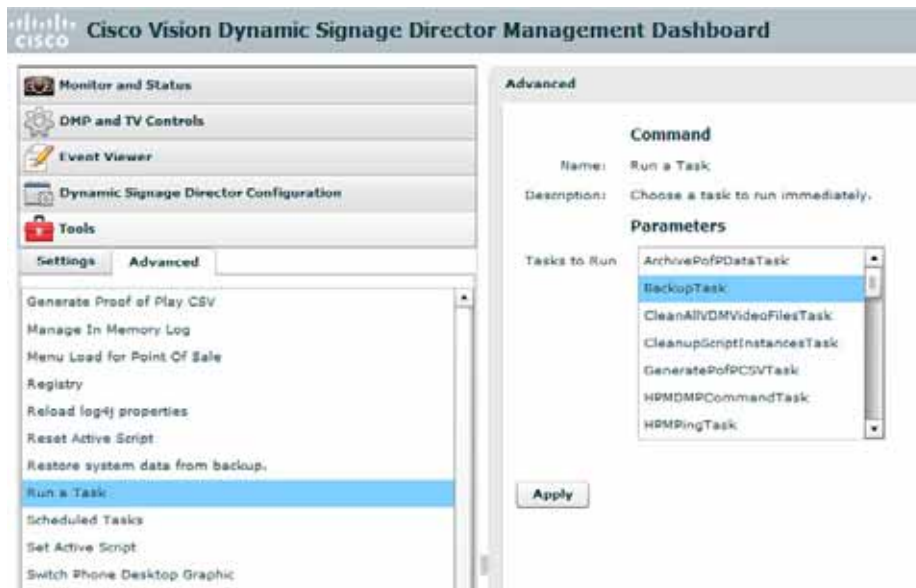 CISCO Cisco Vision Dynamic Signage Director Management Dashboard
Monitor and Status
DMP and TV Controls
Event Viewer
Dynamic Signage Director Configuration
Tools
Settings Advanced
Generate Proof of Play CSV
Manage In Memory Log
Menu Load for Point Of Sale
Registry
Reload log4j properties
Reset Active Script
Restore system data from backup.
Run a Task
Scheduled Tasks
Set Active Script
Switch Phone Desktop Graphic
Advanced
Command
Name: Run a Task
Description: Choose a task to run immediately.
Parameters
Tasks to Run ArchivePofPDataTask
BackupTask
CleanAllVDMVideoFilesTask
CleanupScriptInstancesTask
GeneratePofPCSVTask
HPMDMPCommandTask
HPMPingTask
Apply